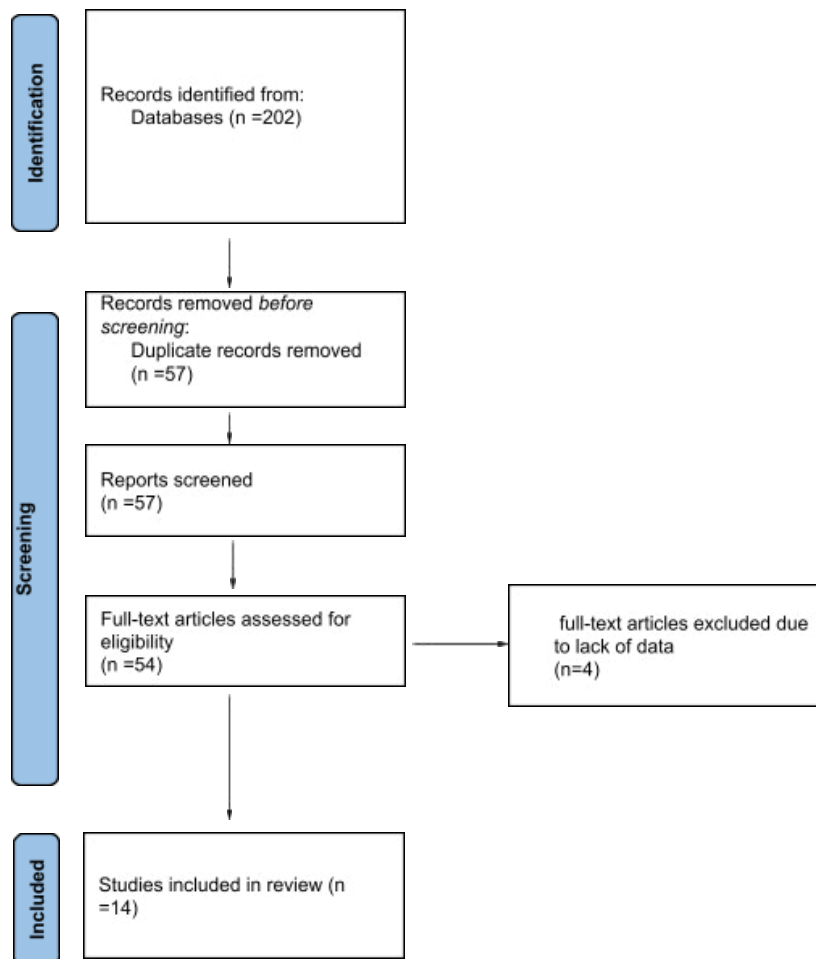 Identification
Records identified from:
Databases (n =202)
Screening
Records removed before
screening:
Duplicate records removed
(n =57)
Reports screened
(n =57)
Full-text articles assessed for
eligibility
(n =54)
full-text articles excluded due
to lack of data
(n=4)
Included
Studies included in review (n
=14)